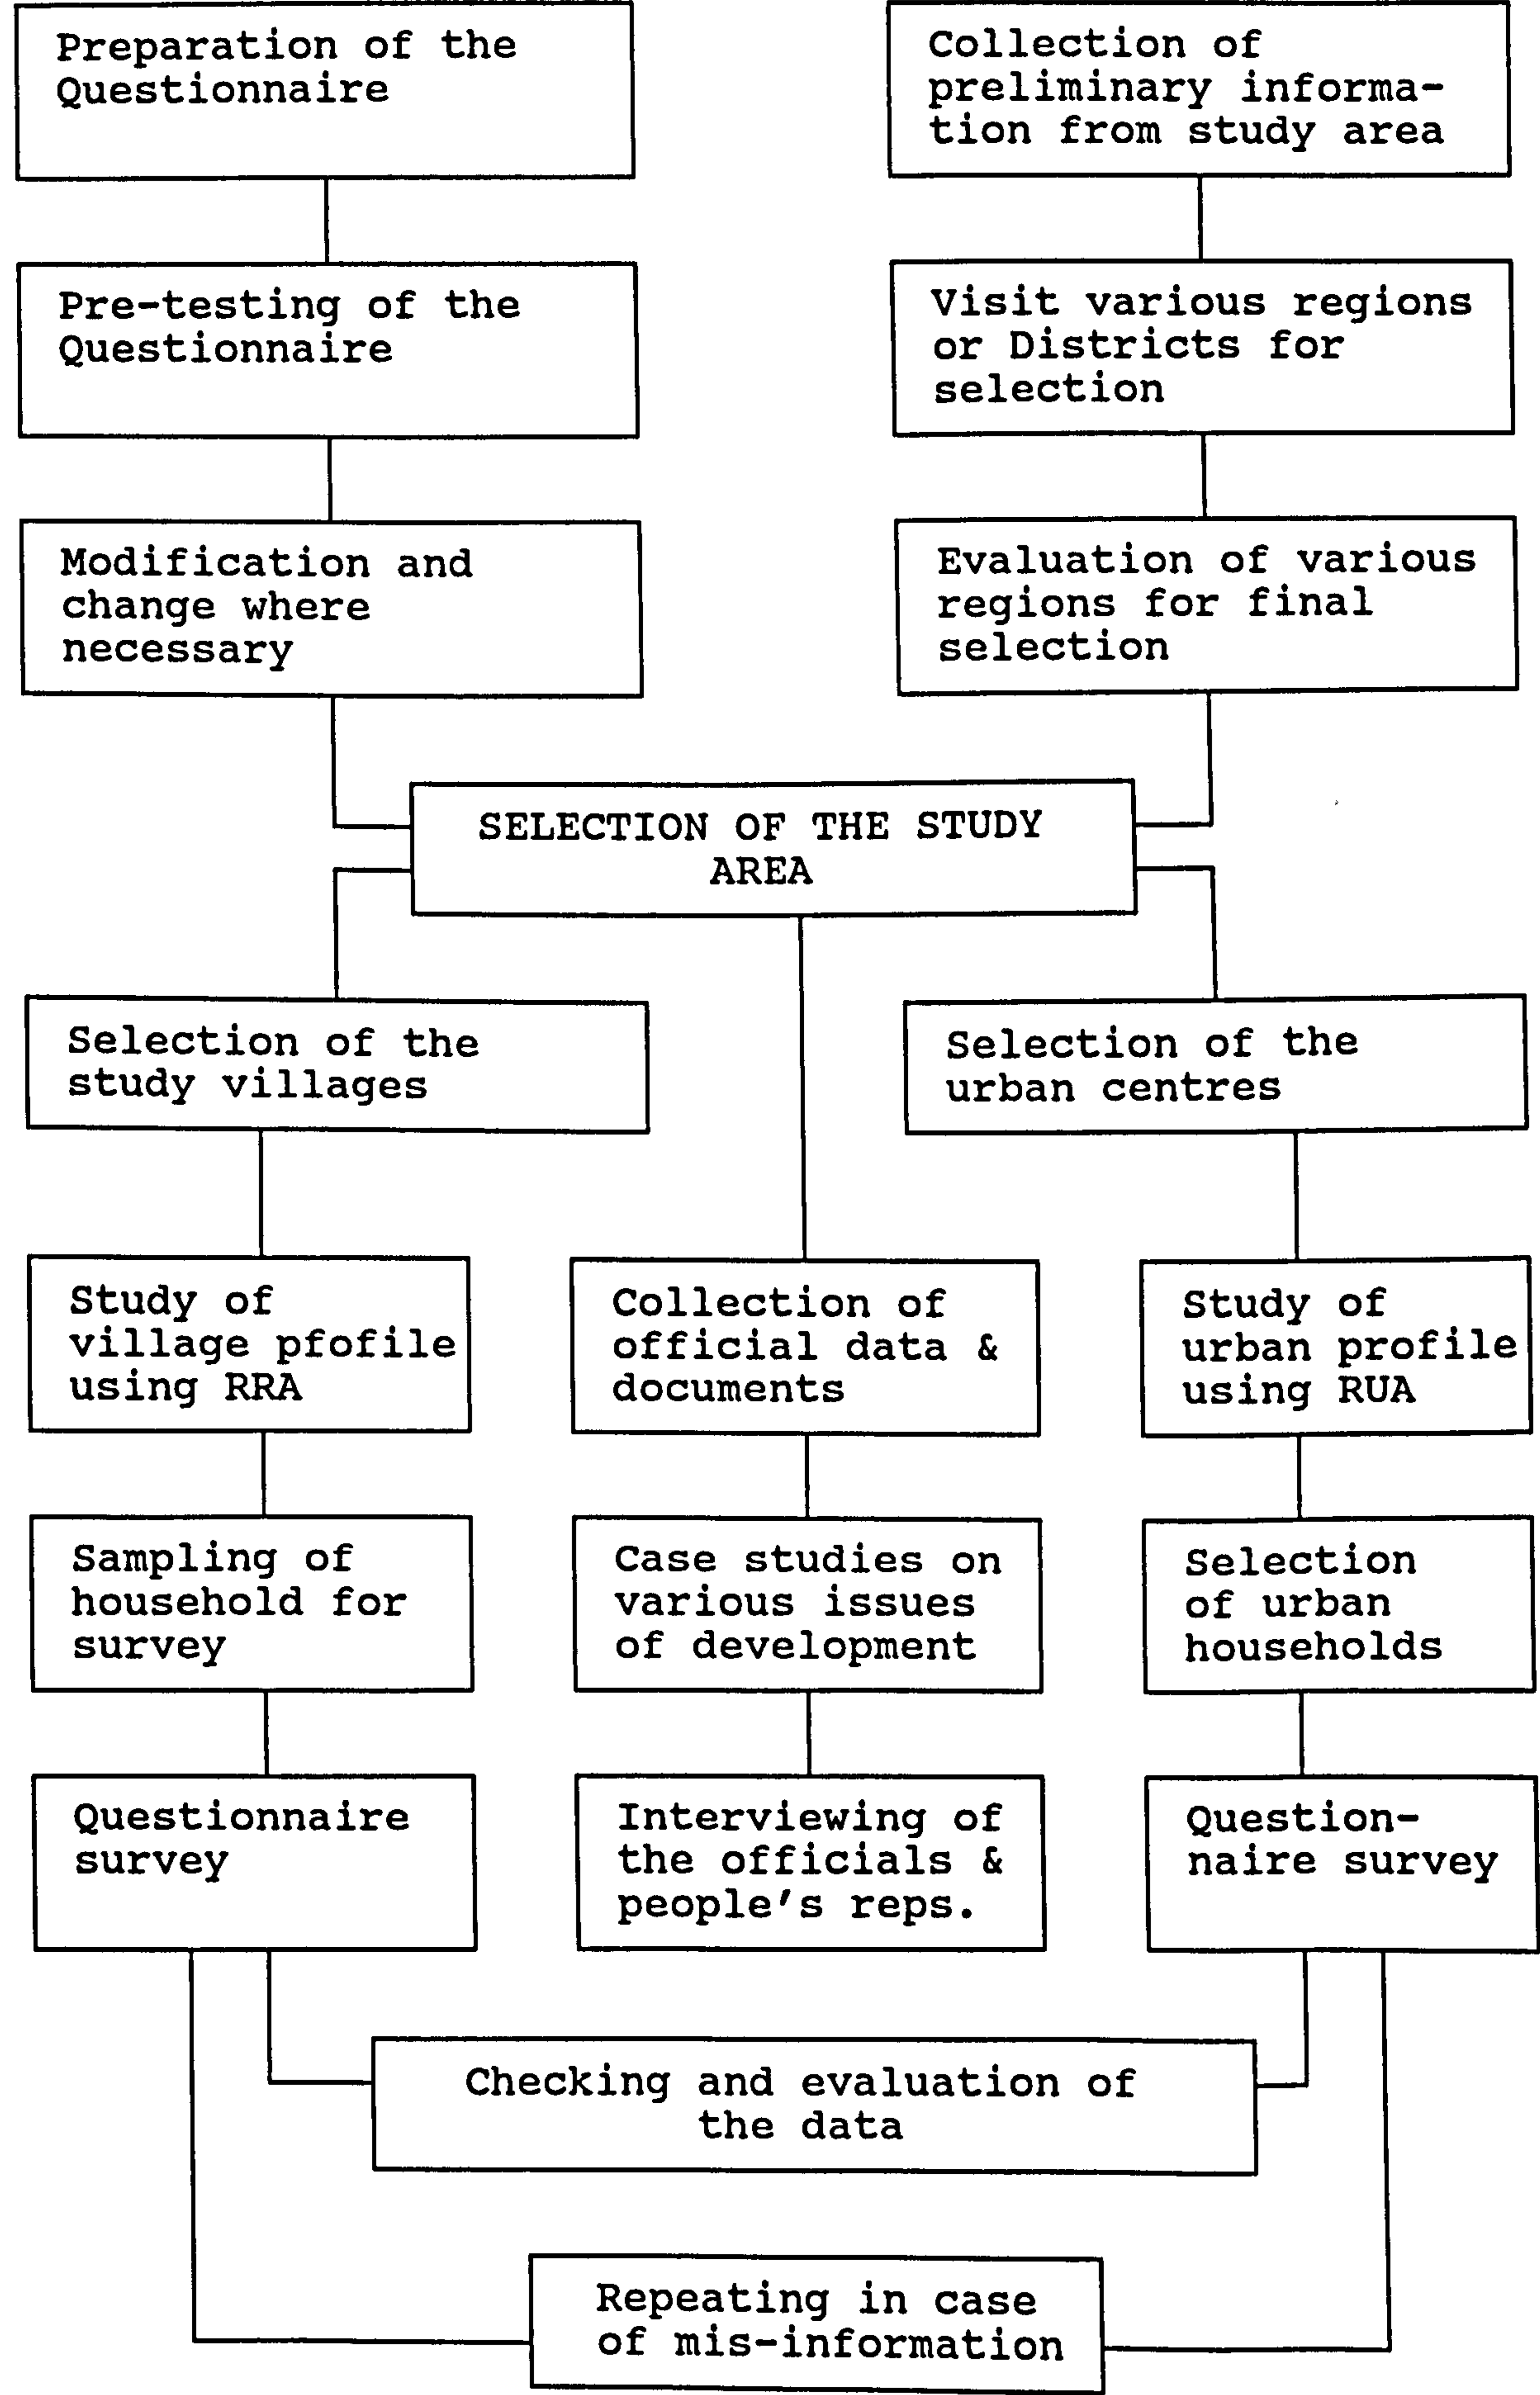 Preparation of the
Questionnaire
Collection of
preliminary informa-
tion from study area
Pre-testing of the
Questionnaire
Visit various regions
or Districts for
selection
Modification and
change where
necessary
Evaluation of various
regions for final
selection
SELECTION OF THE STUDY
AREA
Selection of the
study villages
Selection of the
urban centres
Study of
village pfofile
using RRA
Collection of
official data &
documents
Study of
urban profile
using RUA
Sampling of
household for
survey
Case studies on
various issues
of development
Selection
of urban
households
Questionnaire
survey
Interviewing of
the officials &
people's reps.
Question-
naire survey
Checking and evaluation of
the data
Repeating in case
of mis-information